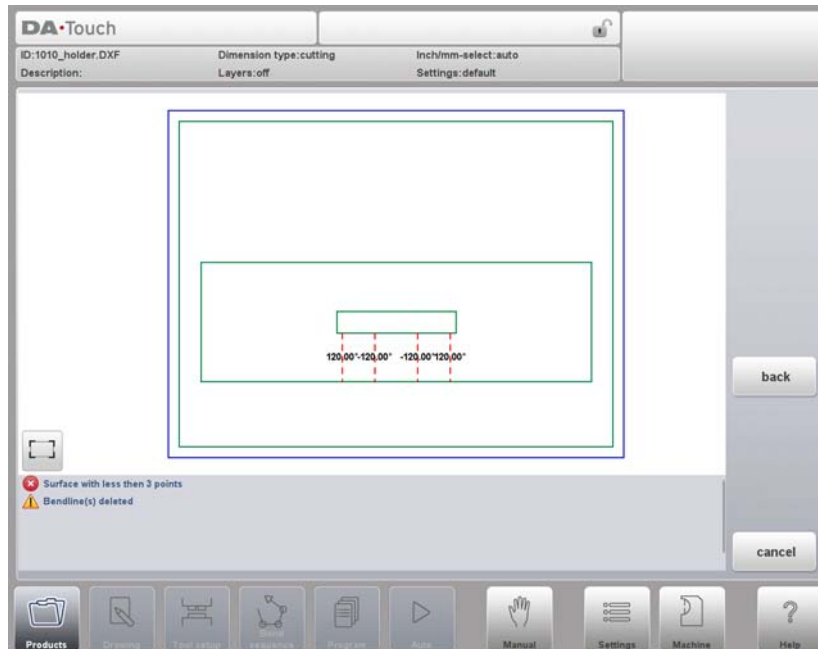 DA•Touch
ID:1010_holder.DXF Dimension type:cutting Inch/mm-select:auto
Description: Layers:off Settings:default
120,00°-120,00° -120,00°120,00°
back
Surface with less then 3 points
Bendline(s) deleted
cancel
Products Drawing Tool setup Bend sequence Program Auto Manual Settings Machine Help